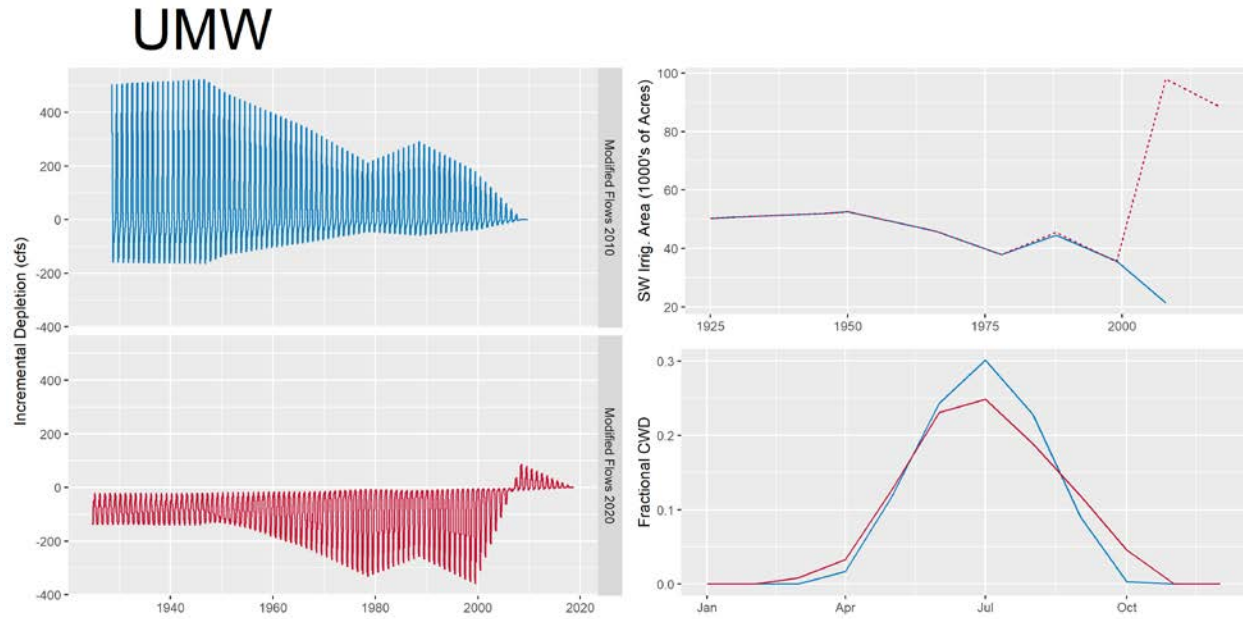 UMW
Incremental Depletion (cfs)
400
200
0
-200
-400
Modified Flows 2010
400
200
0
-200
-400
Modified Flows 2020
1940
1960
1980
2000
2020
SW Irrig. Area (1000's of Acres)
100
80
60
40
20
1925
1950
1975
2000
Fractional CWD
0.3
0.2
0.1
0.0
Jan
Apr
Jul
Oct